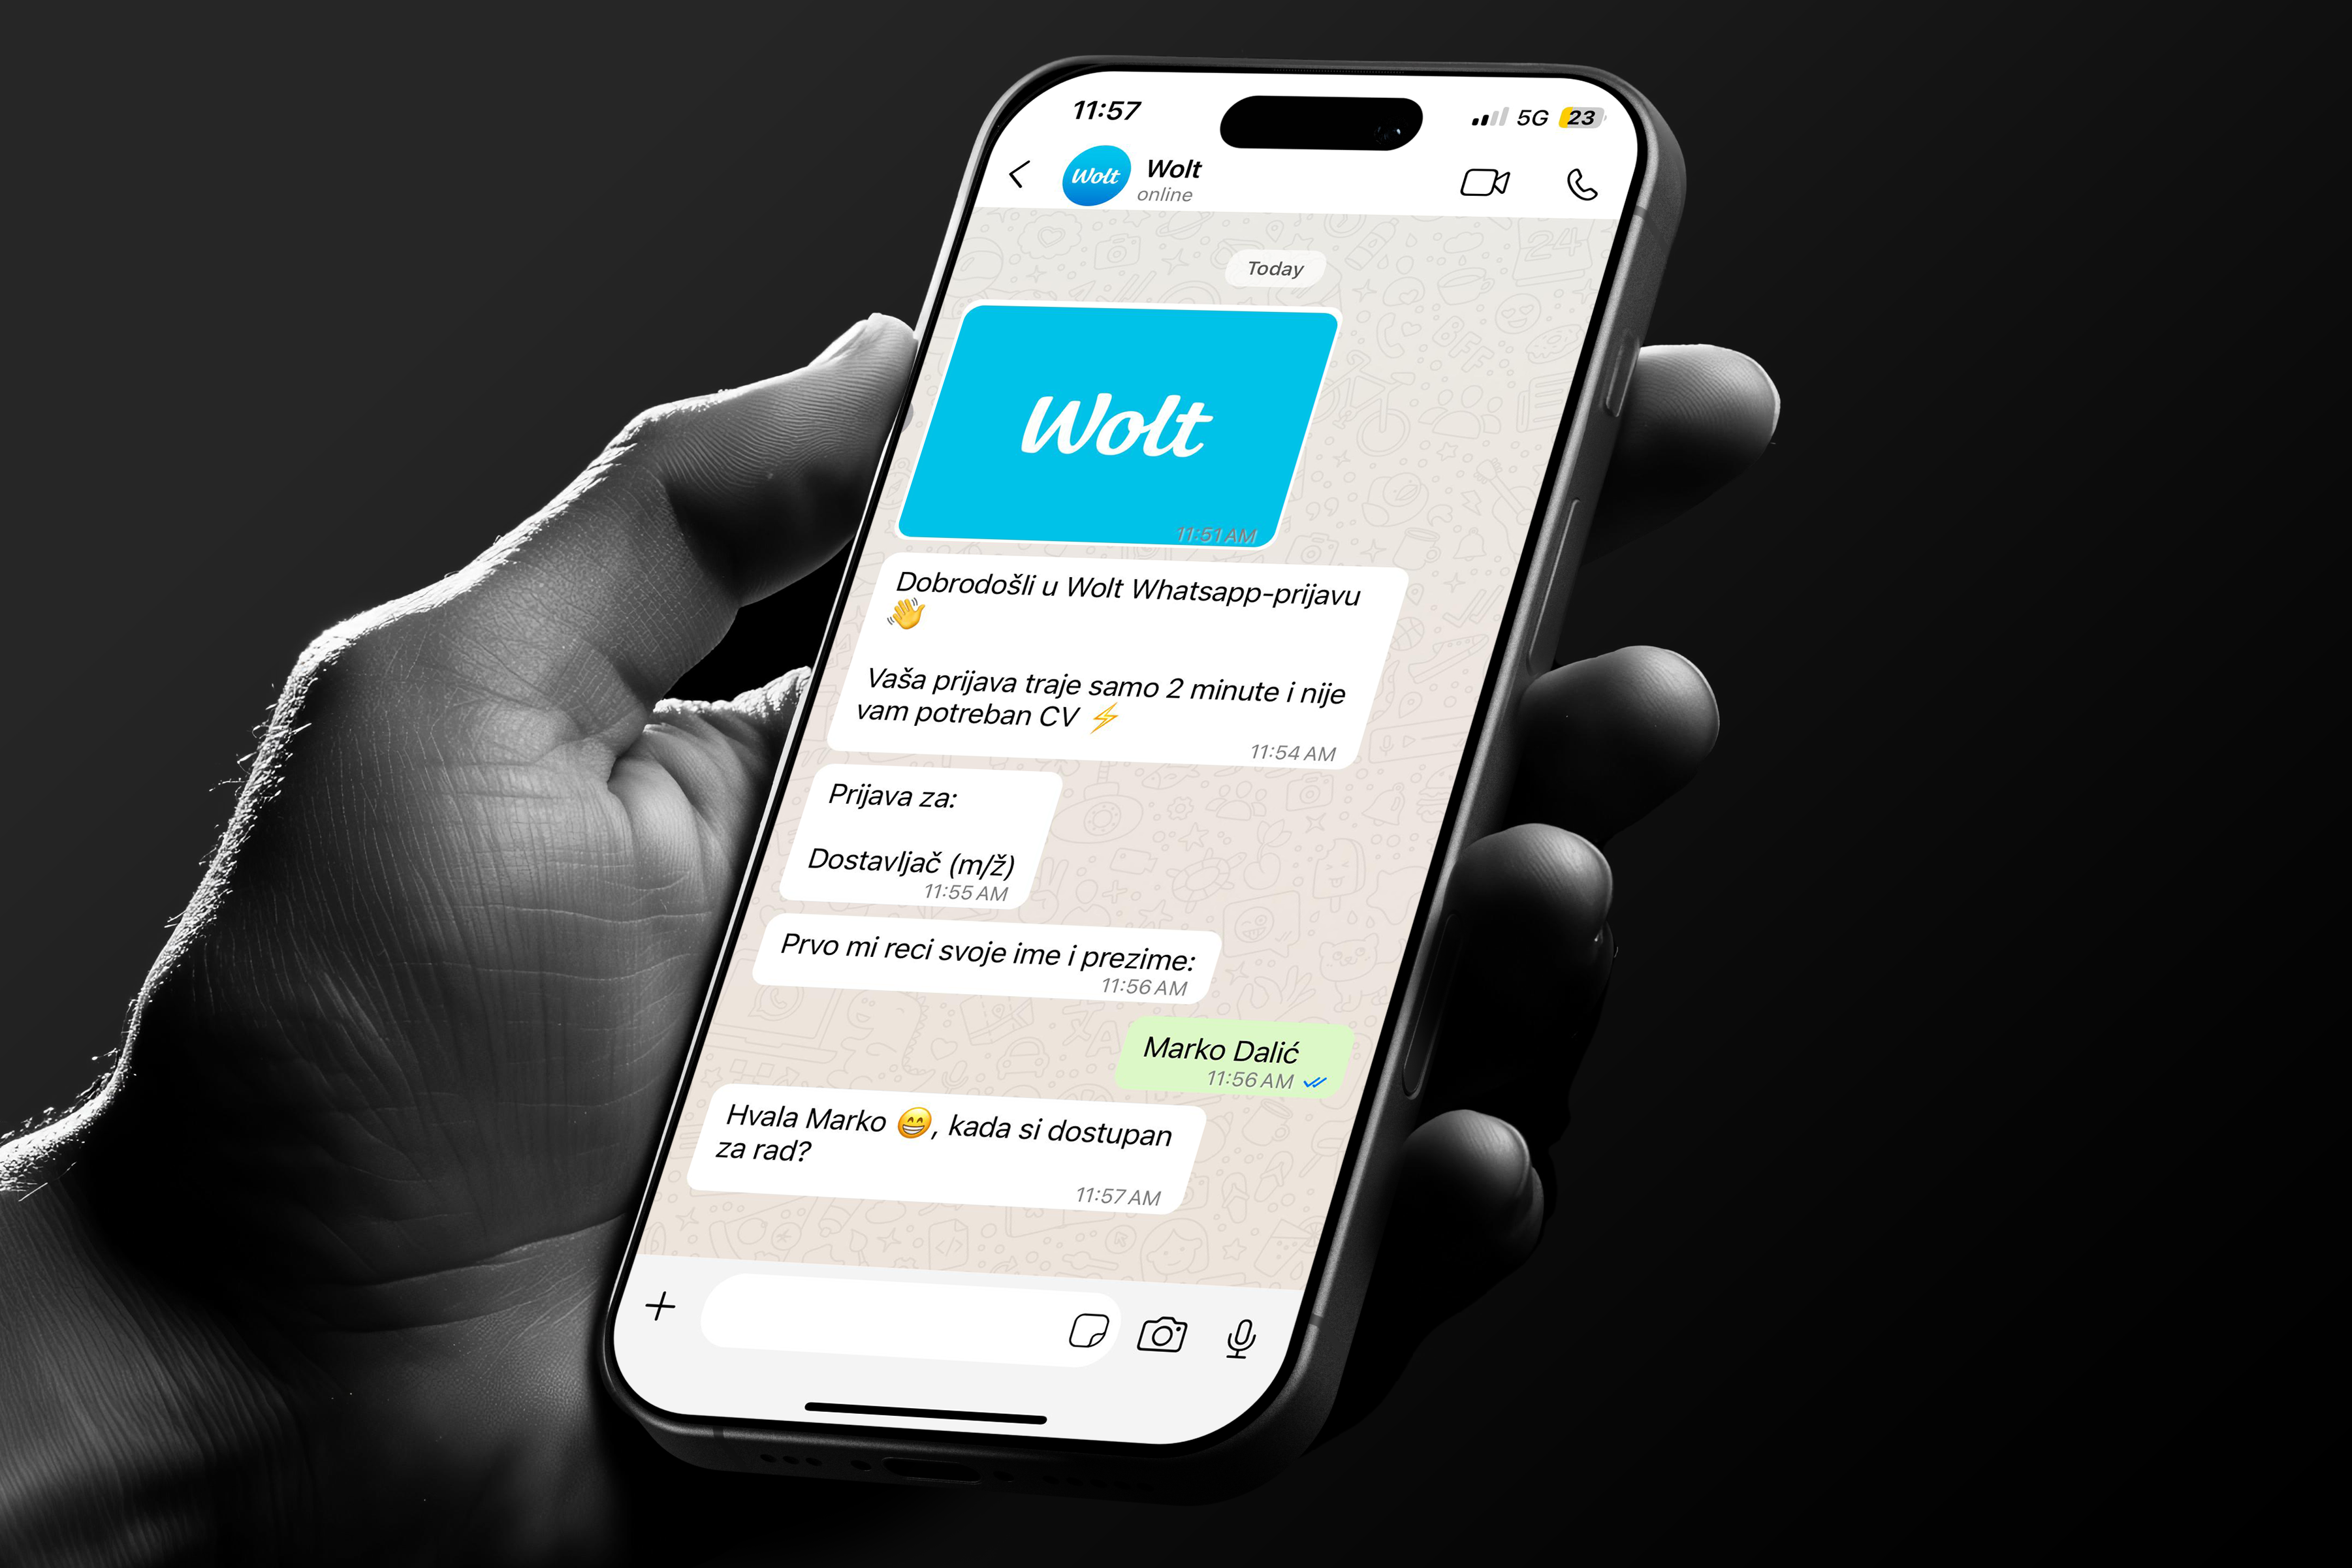 11:57
5G 23
Wolt
Wolt
online
Today
Wolt
11:51 AM
Dobrodošli u Wolt Whatsapp-prijavu
👋
Vaša prijava traje samo 2 minute i nije
vam potreban CV ⚡
11:54 AM
Prijava za:
Dostavljač (m/ž)
11:55 AM
Prvo mi reci svoje ime i prezime:
11:56 AM
Marko Dalić
11:56 AM
Hvala Marko 😁, kada si dostupan
za rad?
11:57 AM